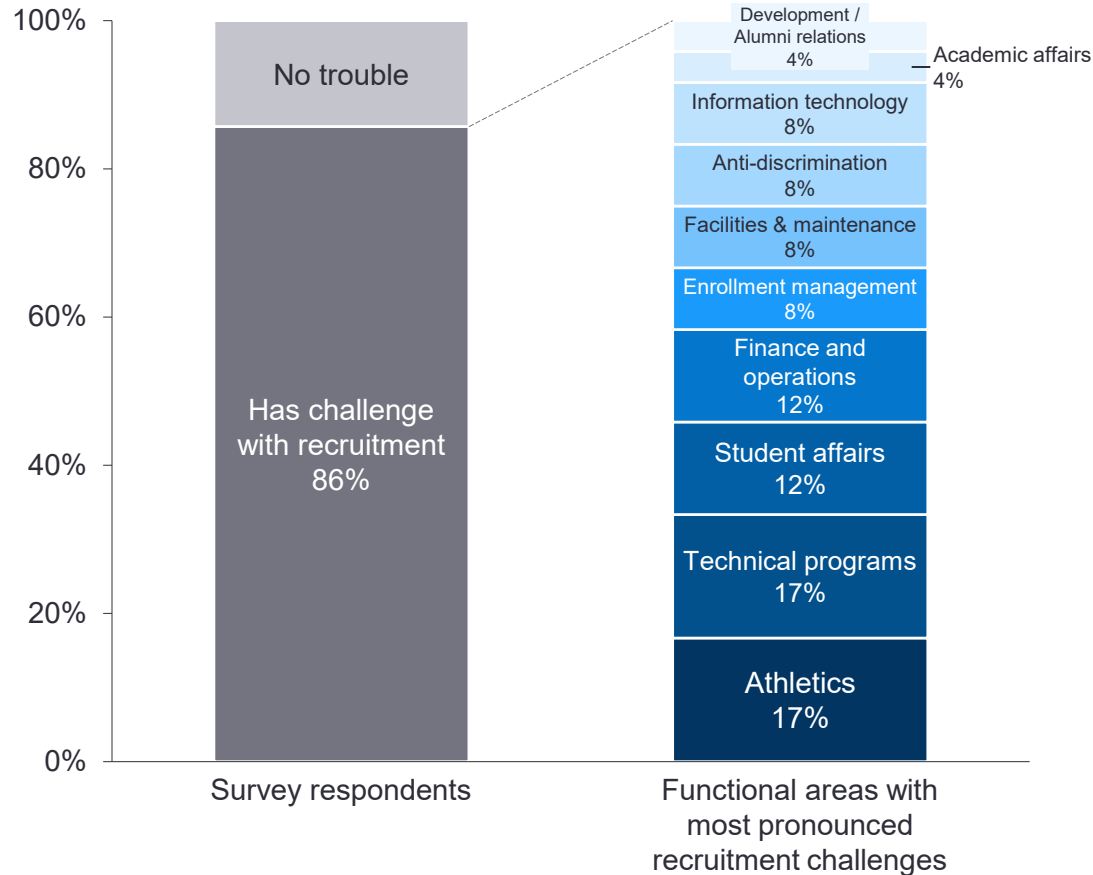 100%
80%
60%
40%
20%
0%
No trouble
Has challenge
with recruitment
86%
Survey respondents
Development /
Alumni relations
4%
Academic affairs
4%
Information technology
8%
Anti-discrimination
8%
Facilities & maintenance
8%
Enrollment management
8%
Finance and
operations
12%
Student affairs
12%
Technical programs
17%
Athletics
17%
Functional areas with
most pronounced
recruitment challenges